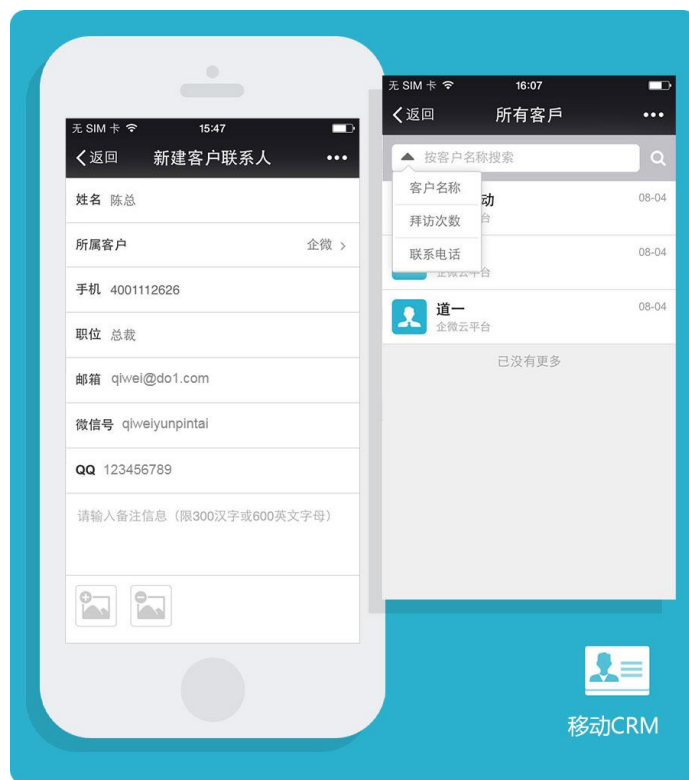 无 SIM 卡 15:47
返回 新建客户联系人
姓名 陈总
所属客户 企微
手机 4001112626
职位 总裁
邮箱 qiwei@do1.com
微信号 qiweiyunpintai
QQ 123456789
请输入备注信息（限300汉字或600英文字母）
无 SIM 卡 16:07
返回 所有客户
按客户名称搜索
客户名称
拜访次数
联系电话
动 08-04
台
08-04
企微云平台
道一 08-04
企微云平台
已没有更多
移动CRM